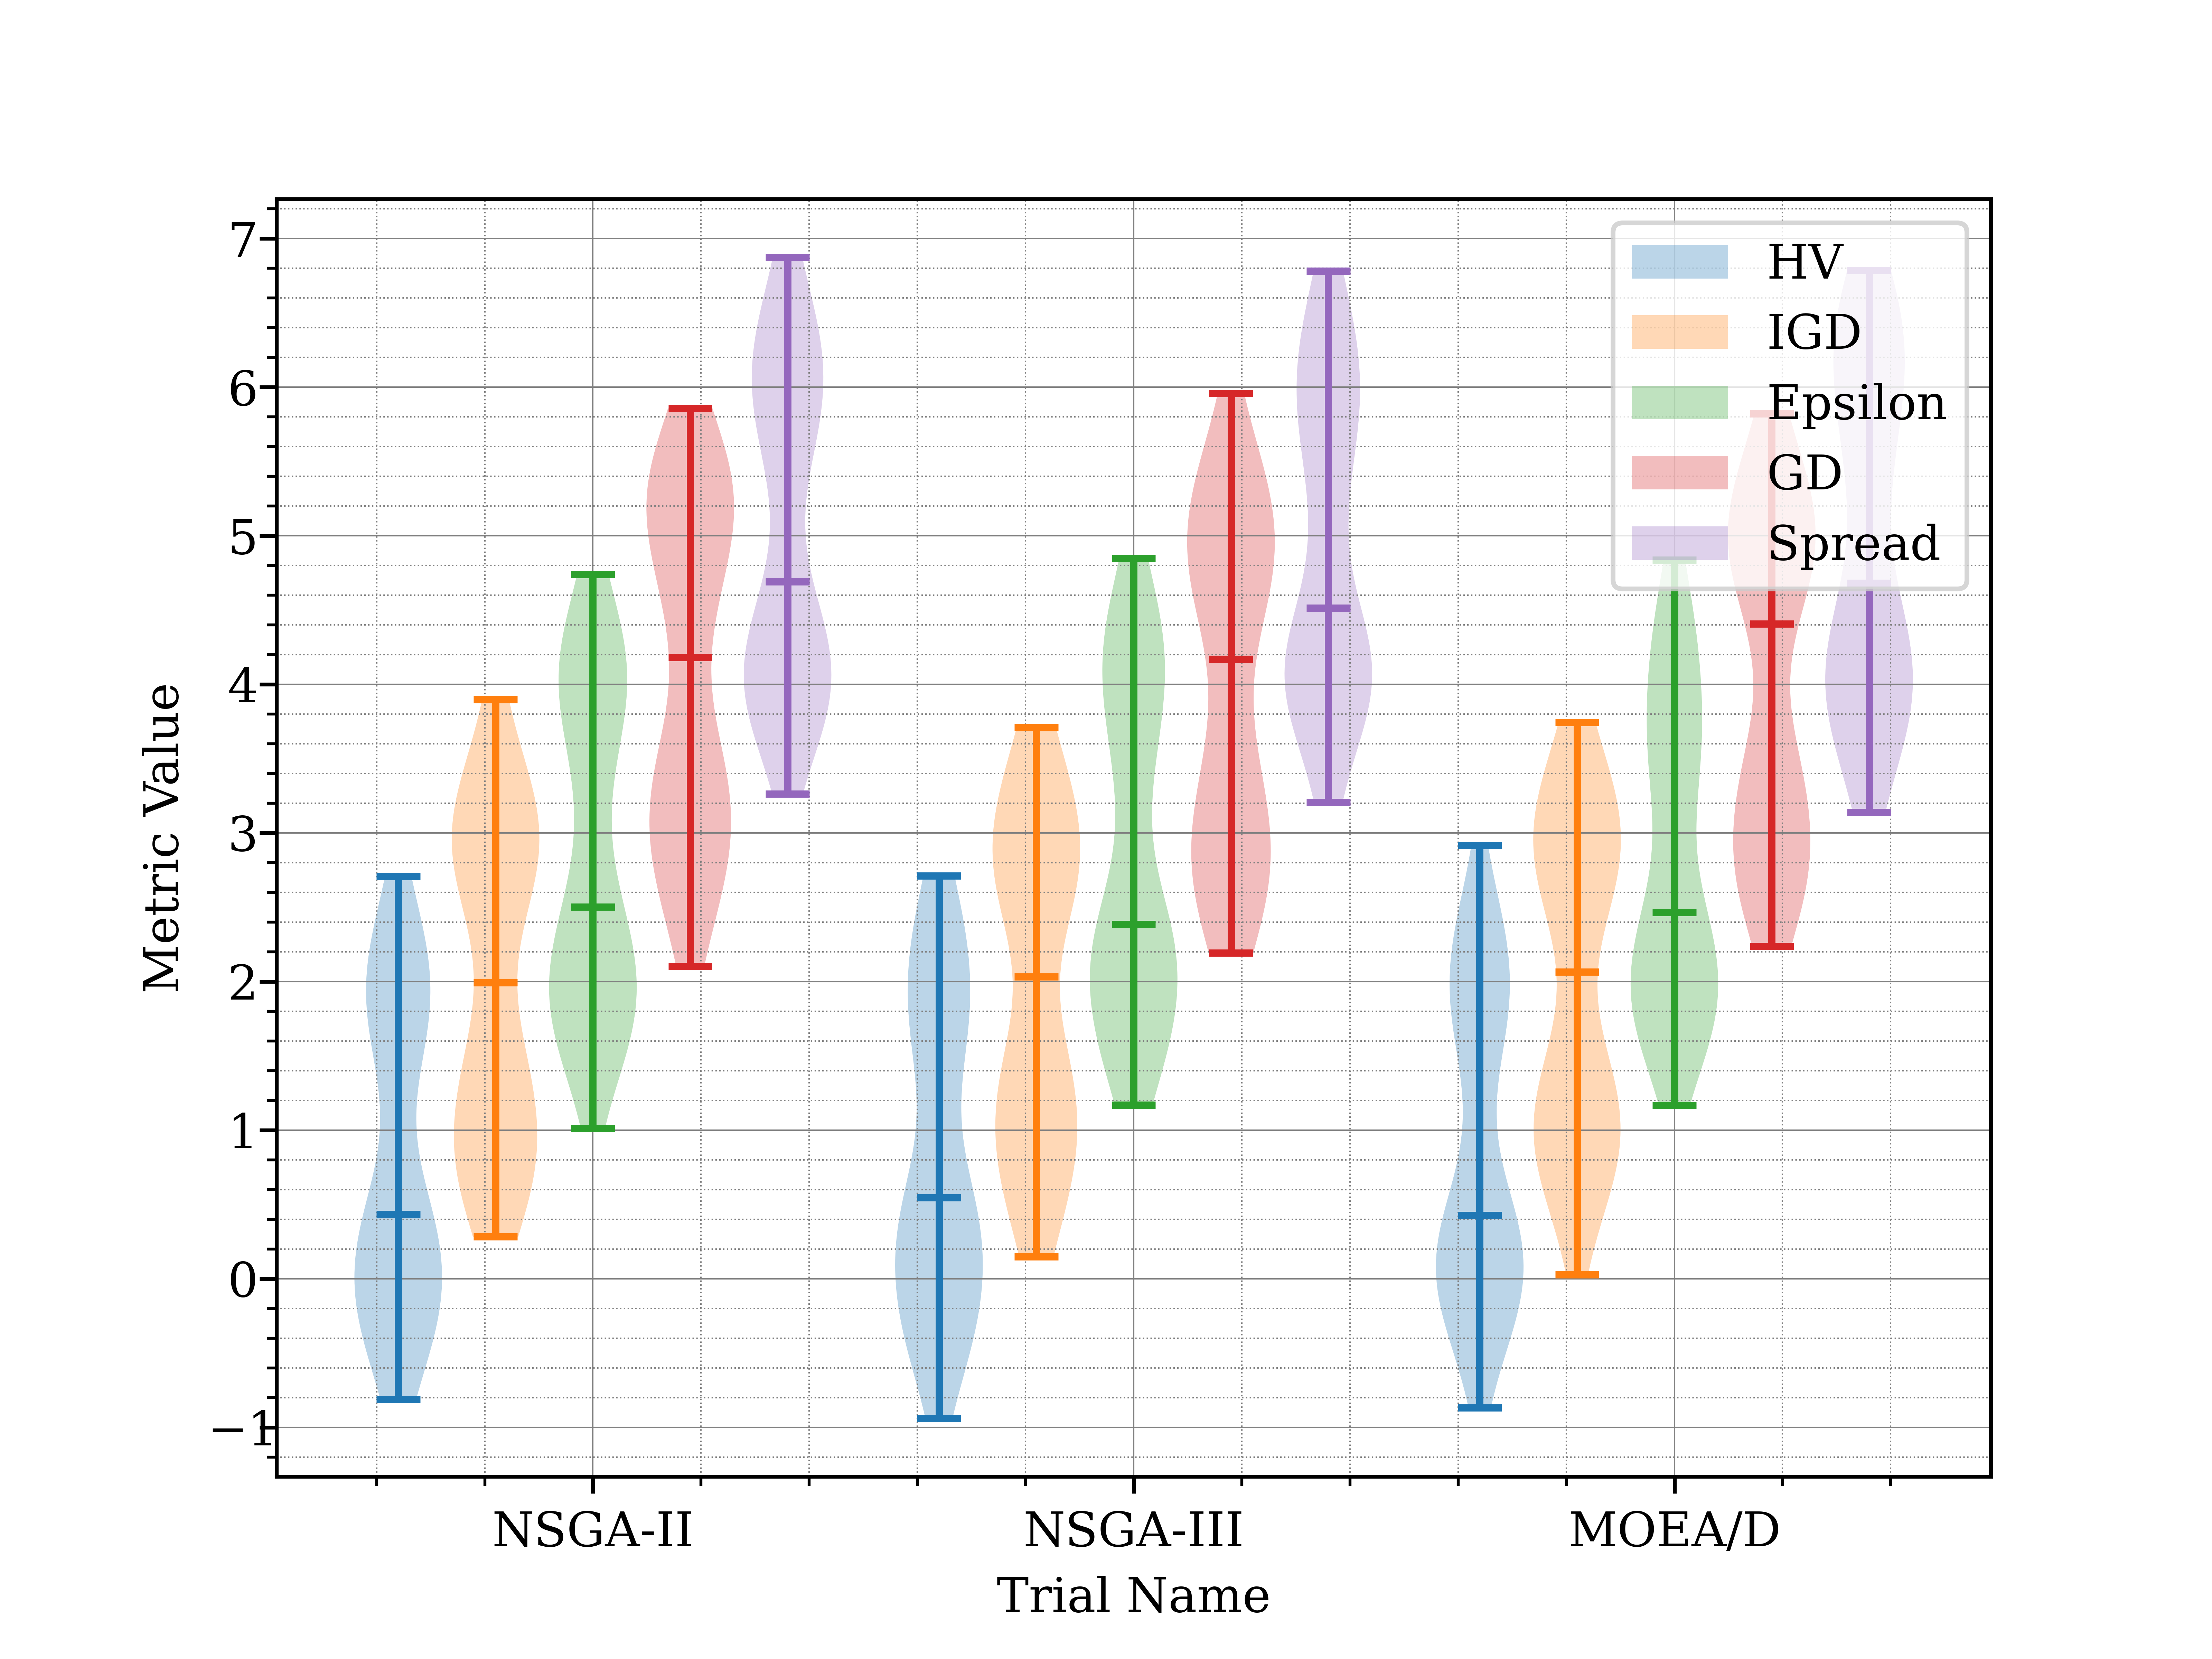 7
6
5
4
3
2
1
0
−1
Metric Value
HV
IGD
Epsilon
GD
Spread
NSGA-II
NSGA-III
MOEA/D
Trial Name